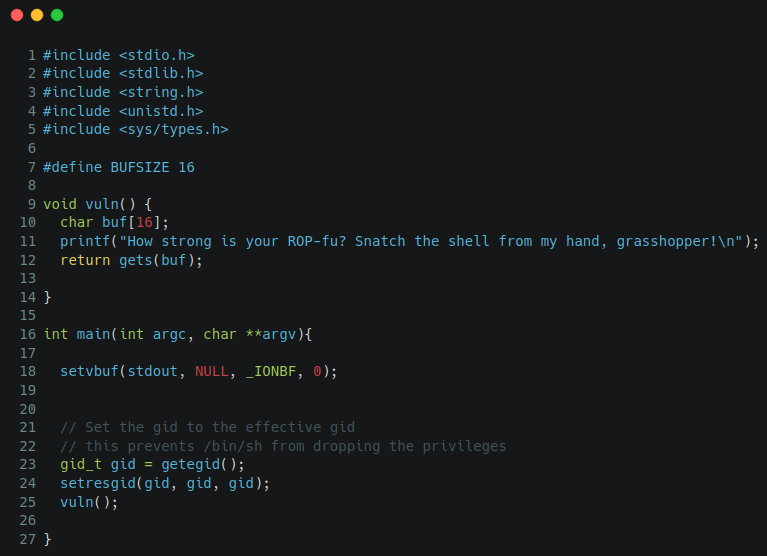 1 #include <stdio.h>
2 #include <stdlib.h>
3 #include <string.h>
4 #include <unistd.h>
5 #include <sys/types.h>
6
7 #define BUFSIZE 16
8
9 void vuln() {
10   char buf[16];
11   printf("How strong is your ROP-fu? Snatch the shell from my hand, grasshopper!\n");
12   return gets(buf);
13
14 }
15
16 int main(int argc, char **argv){
17
18   setvbuf(stdout, NULL, _IONBF, 0);
19
20
21   // Set the gid to the effective gid
22   // this prevents /bin/sh from dropping the privileges
23   gid_t gid = getegid();
24   setresgid(gid, gid, gid);
25   vuln();
26
27 }